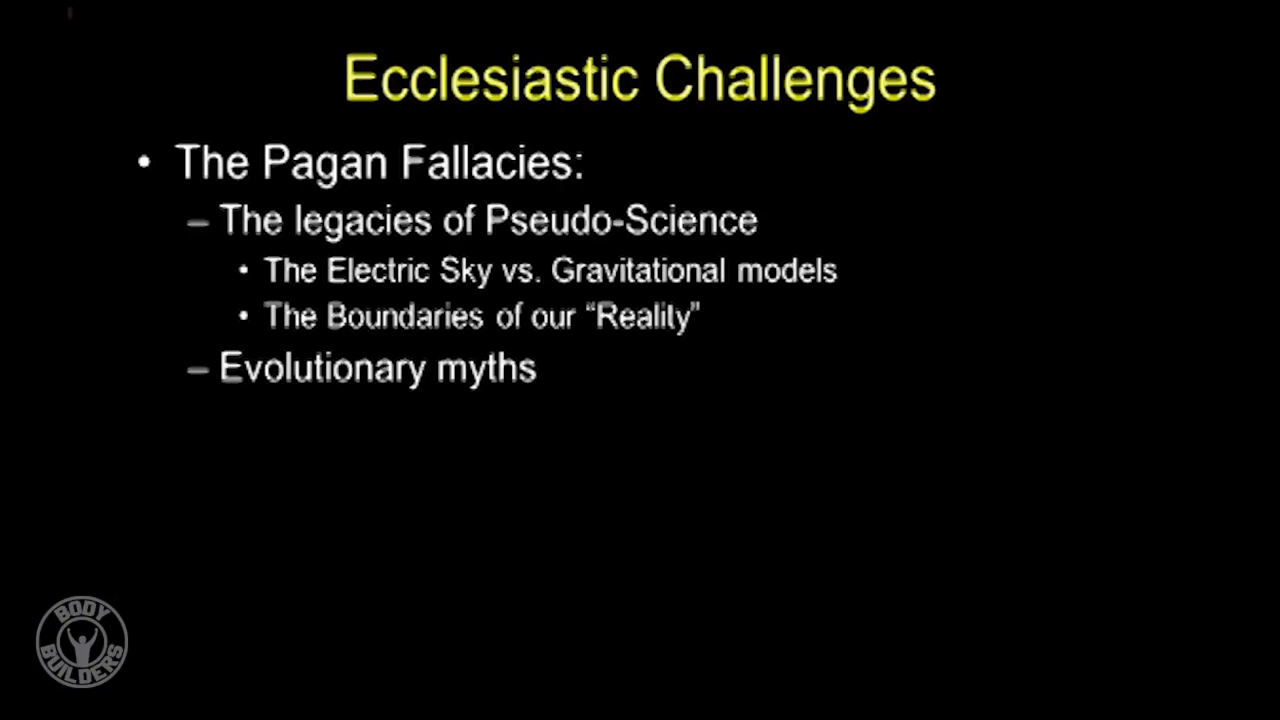 Ecclesiastic Challenges
• The Pagan Fallacies:
– The legacies of Pseudo-Science
• The Electric Sky vs. Gravitational models
• The Boundaries of our “Reality”
– Evolutionary myths
BODY
BUILDERS